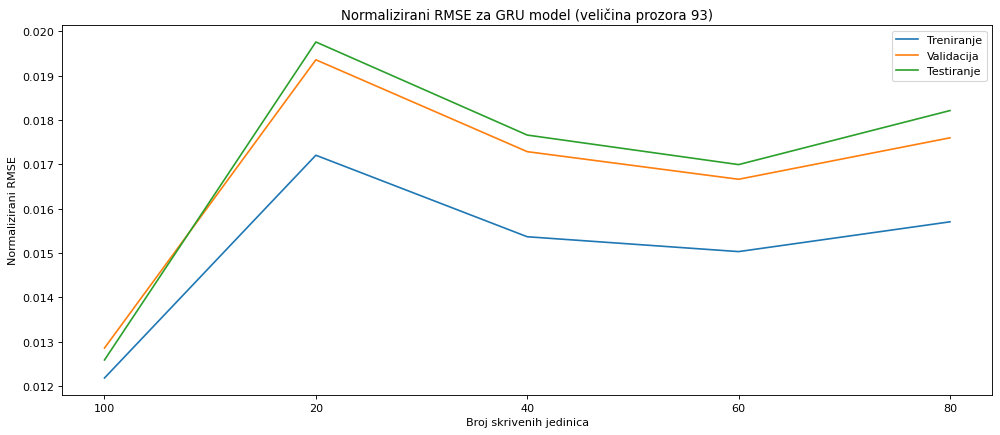 Normalizirani RMSE za GRU model (veličina prozora 93)
Treniranje
Validacija
Testiranje
Normalizirani RMSE
0.020
0.019
0.018
0.017
0.016
0.015
0.014
0.013
0.012
100 20 40 60 80
Broj skrivenih jedinica